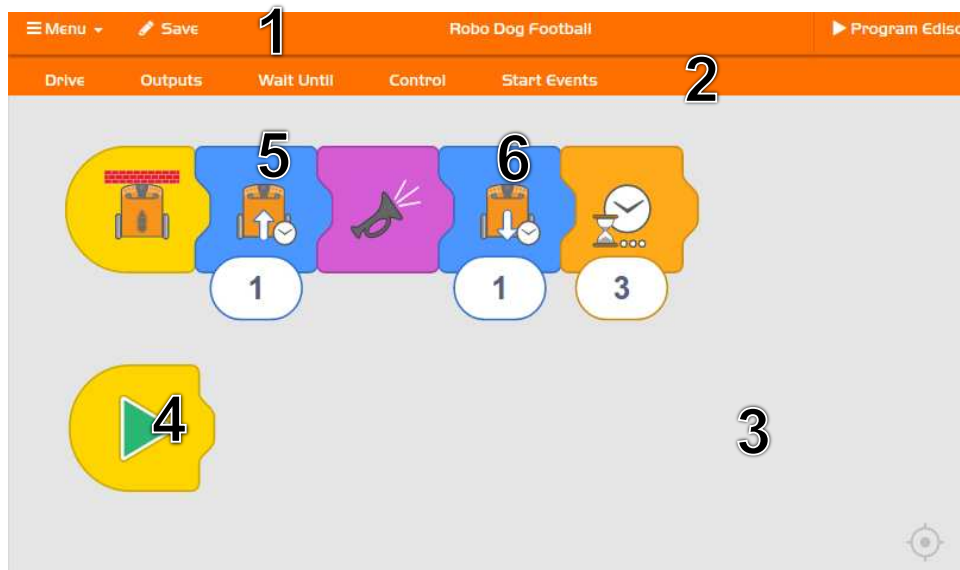 1
Menu Save Robo Dog Football Program Ediso
2
Drive Outputs Wait Until Control Start Events
5 6
1 1 3
4 3